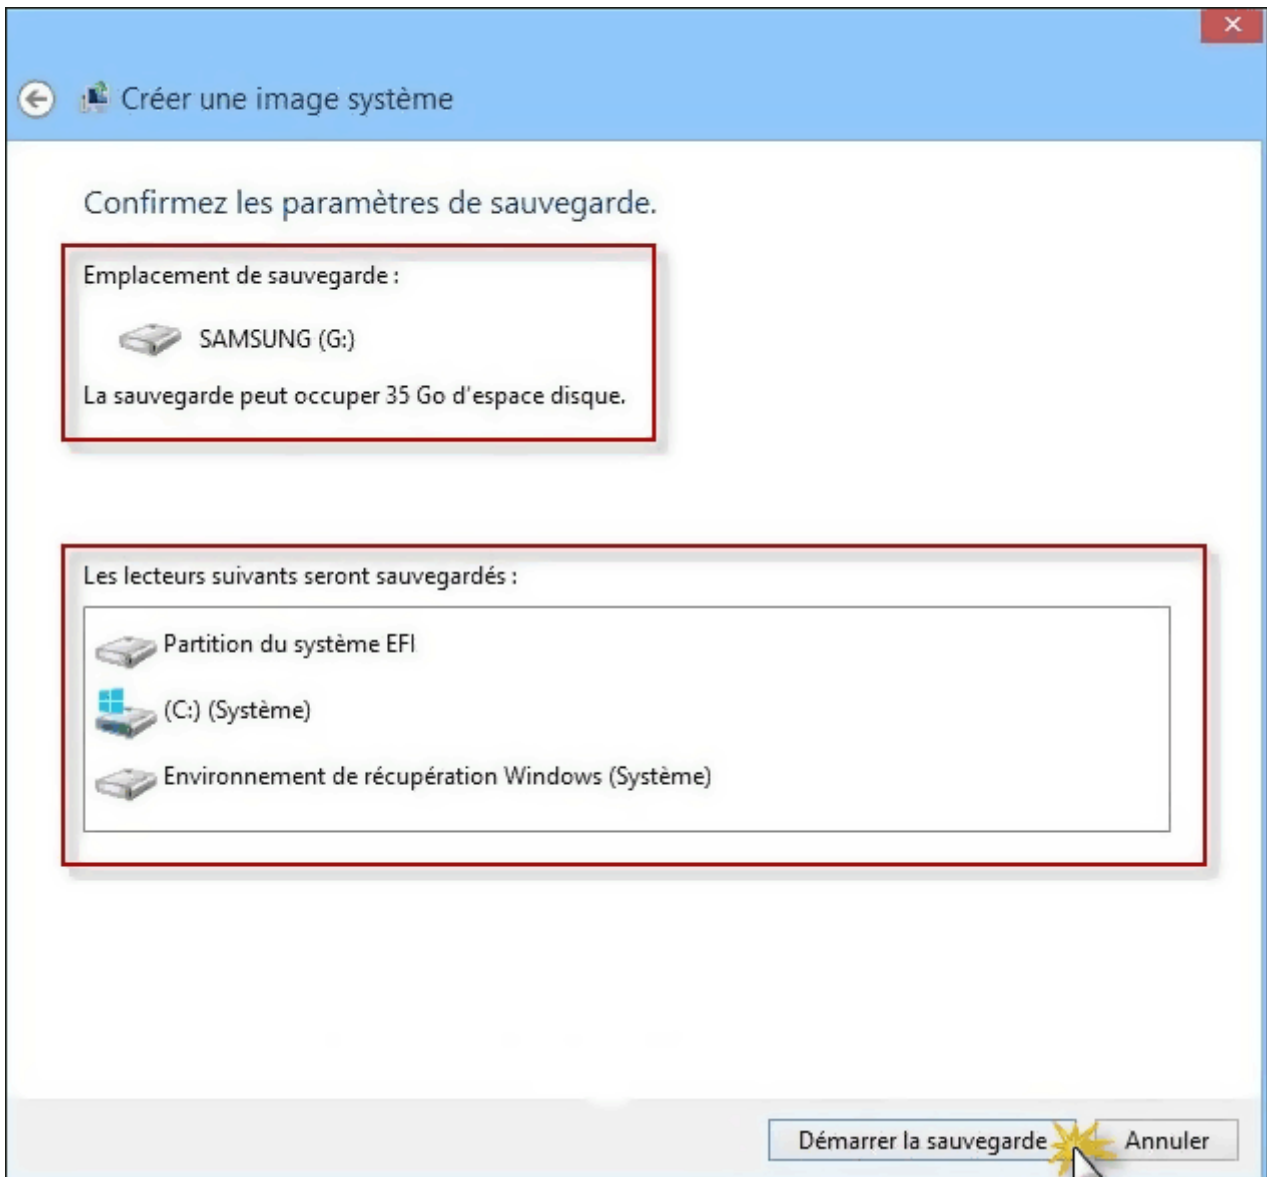 Créer une image système
Confirmez les paramètres de sauvegarde.
Emplacement de sauvegarde :
SAMSUNG (G:)
La sauvegarde peut occuper 35 Go d'espace disque.
Les lecteurs suivants seront sauvegardés :
Partition du système EFI
(C:) (Système)
Environnement de récupération Windows (Système)
Démarrer la sauvegarde
Annuler